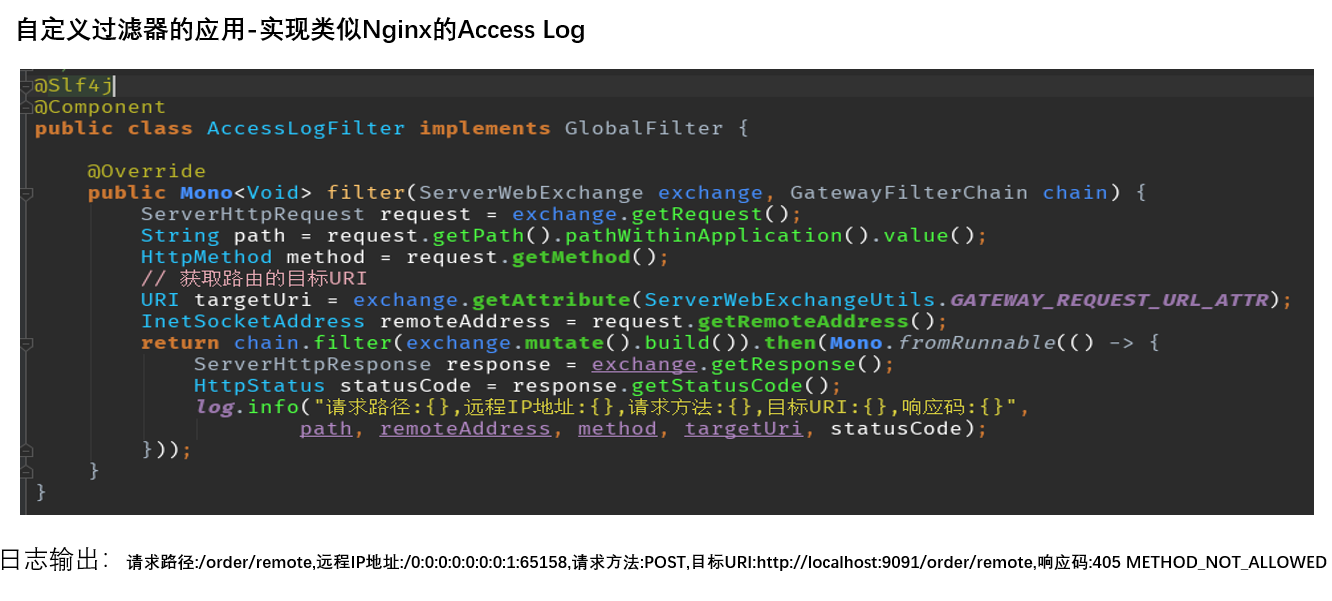 自定义过滤器的应用-实现类似Nginx的Access Log
@Slf4j
@Component
public class AccessLogFilter implements GlobalFilter {
@Override
public Mono<Void> filter(ServerWebExchange exchange, GatewayFilterChain chain) {
ServerHttpRequest request = exchange.getRequest();
String path = request.getPath().pathWithinApplication().value();
HttpMethod method = request.getMethod();
// 获取路由的目标URI
URI targetUri = exchange.getAttribute(ServerWebExchangeUtils.GATEWAY_REQUEST_URL_ATTR);
InetSocketAddress remoteAddress = request.getRemoteAddress();
return chain.filter(exchange.mutate().build()).then(Mono.fromRunnable(() -> {
ServerHttpResponse response = exchange.getResponse();
HttpStatus statusCode = response.getStatusCode();
log.info("请求路径:{},远程IP地址:{},请求方法:{},目标URI:{},响应码:{}",
path, remoteAddress, method, targetUri, statusCode);
}));
}
}
日志输出： 请求路径:/order/remote,远程IP地址:/0:0:0:0:0:0:0:1:65158,请求方法:POST,目标URI:http://localhost:9091/order/remote,响应码:405 METHOD_NOT_ALLOWED